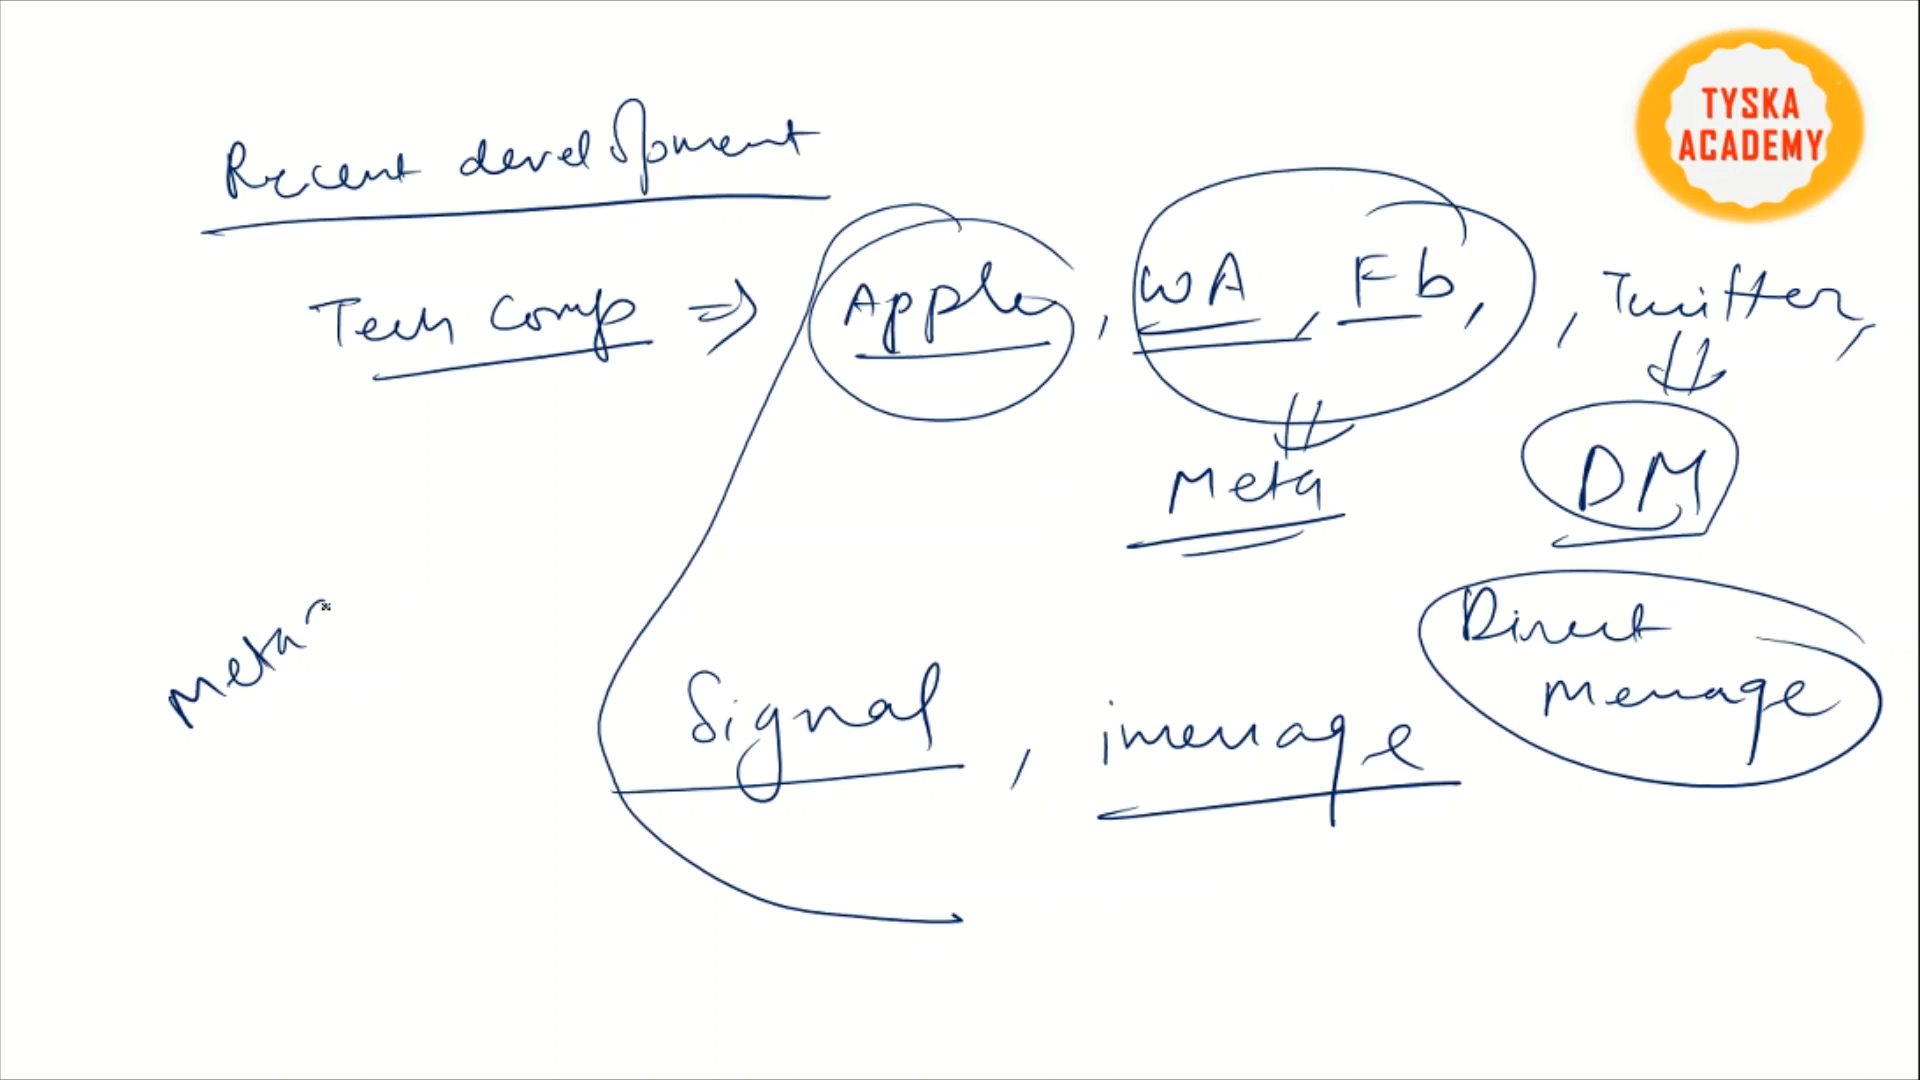 TYSKA
ACADEMY
Recent development
Tech Comp ⇒ Apple, WA, Fb, , Twitter,
Meta
DM
Direct
Message
Signal, imessage
Meta